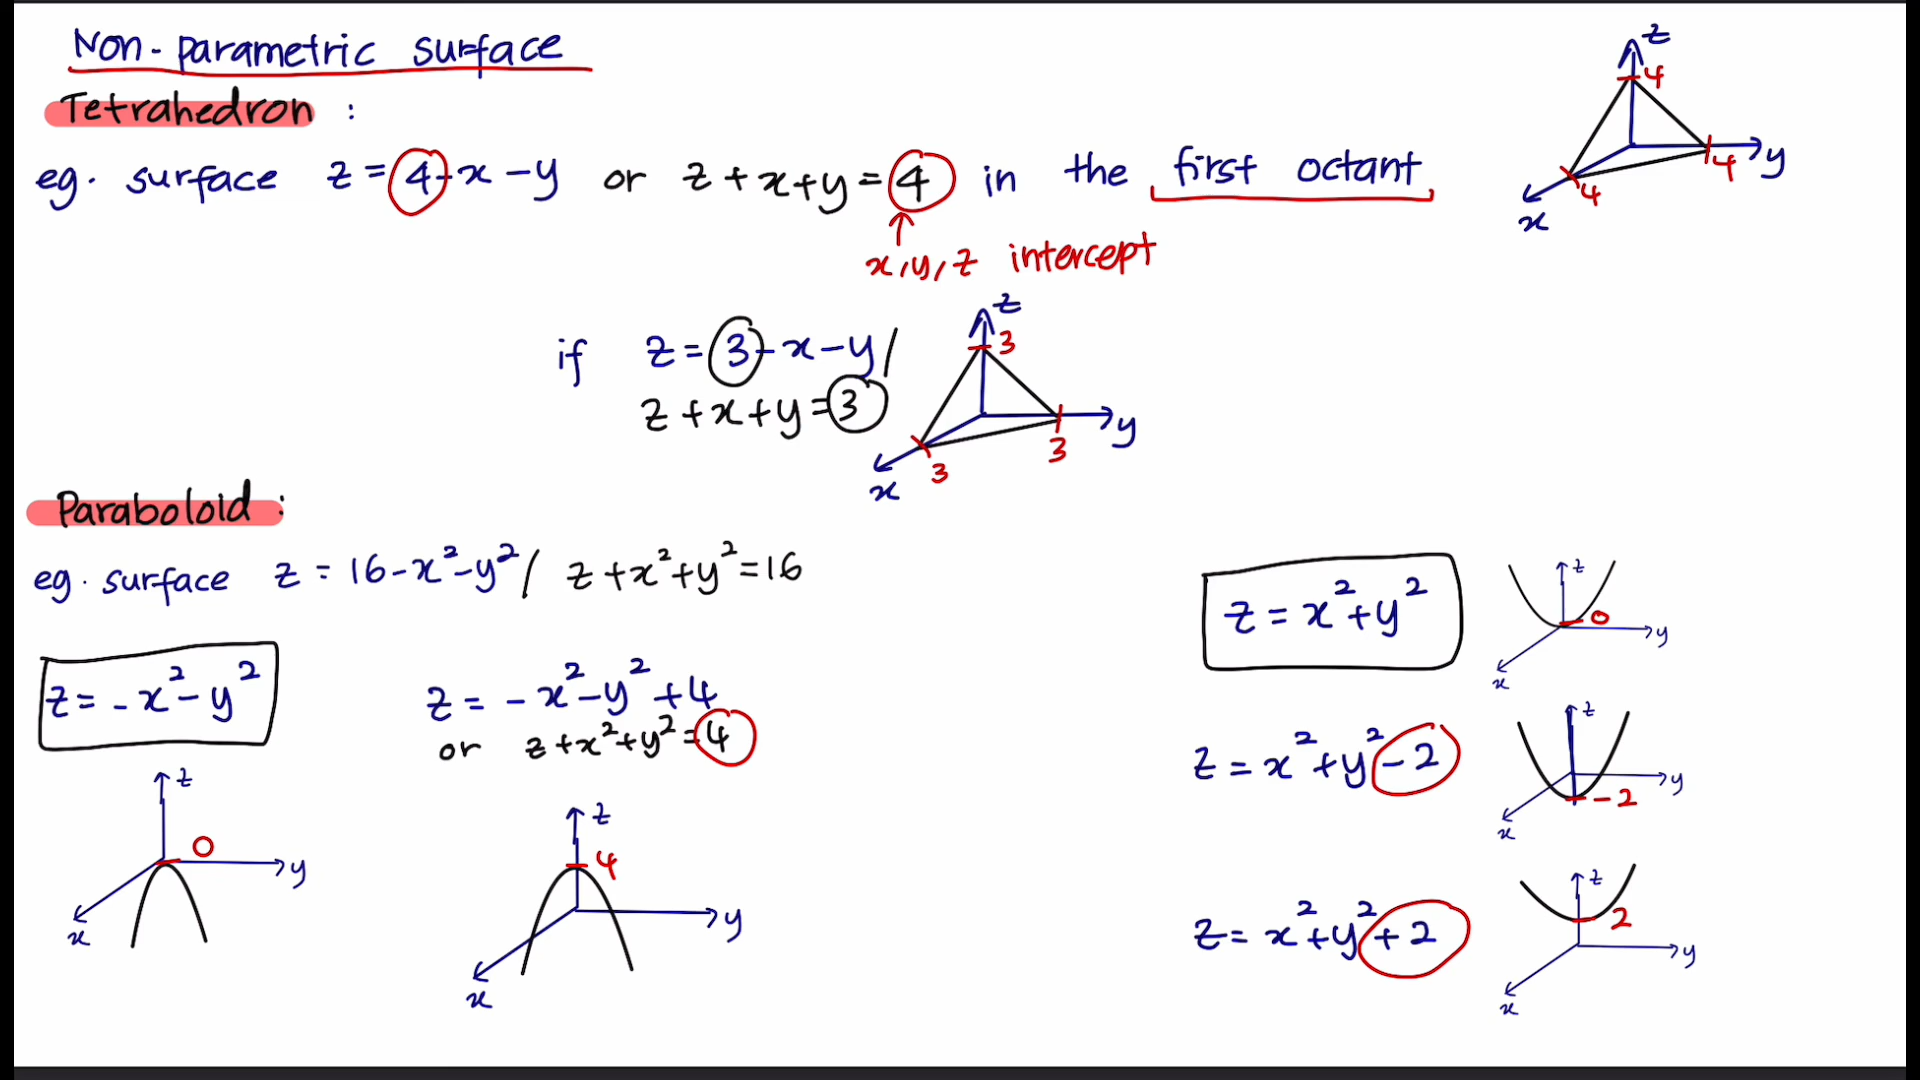 Non-parametric surface
Tetrahedron :
eg. surface z = 4-x-y or z+x+y=4 in the first octant
x,y,z intercept
z
4
4
y
4
x
if z=3-x-y/
z+x+y=3
z
3
y
3
3
x
Paraboloid :
eg. surface z = 16-x²-y² / z+x²+y²=16
z = -x²-y²
z
0
y
x
z = -x²-y²+4
or z+x²+y²=4
z
4
y
x
z = x²+y²
z
0
y
x
z = x²+y²-2
z
y
-2
x
z = x²+y²+2
z
2
y
x